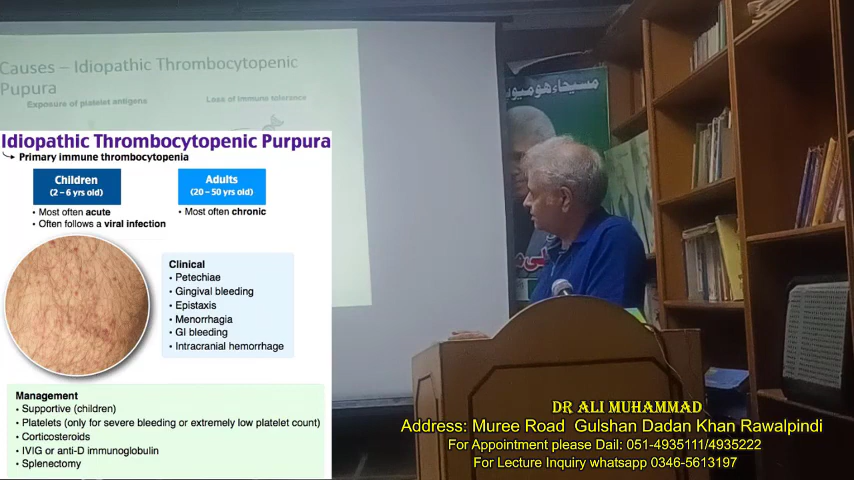 Causes – Idiopathic Thrombocytopenic
Pupura
Exposure of platelet antigens
Loss of immune tolerance
Idiopathic Thrombocytopenic Purpura
Primary immune thrombocytopenia
Children
(2 – 6 yrs old)
• Most often acute
• Often follows a viral infection
Adults
(20 – 50 yrs old)
• Most often chronic
Clinical
• Petechiae
• Gingival bleeding
• Epistaxis
• Menorrhagia
• GI bleeding
• Intracranial hemorrhage
Management
• Supportive (children)
• Platelets (only for severe bleeding or extremely low platelet count)
• Corticosteroids
• IVIG or anti-D immunoglobulin
• Splenectomy
مسیحاء ہومیو
DR ALI MUHAMMAD
Address: Muree Road Gulshan Dadan Khan Rawalpindi
For Appointment please Dail: 051-4935111/4935222
For Lecture Inquiry whatsapp 0346-5613197